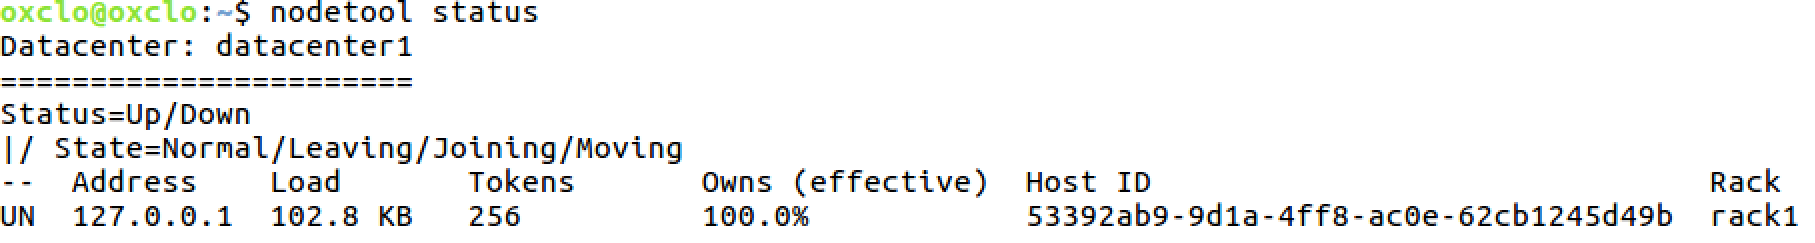 oxclo@oxclo:~$ nodetool status
Datacenter: datacenter1
=======================
Status=Up/Down
|/ State=Normal/Leaving/Joining/Moving
--  Address     Load       Tokens       Owns (effective)  Host ID                               Rack
UN  127.0.0.1  102.8 KB   256          100.0%            53392ab9-9d1a-4ff8-ac0e-62cb1245d49b  rack1